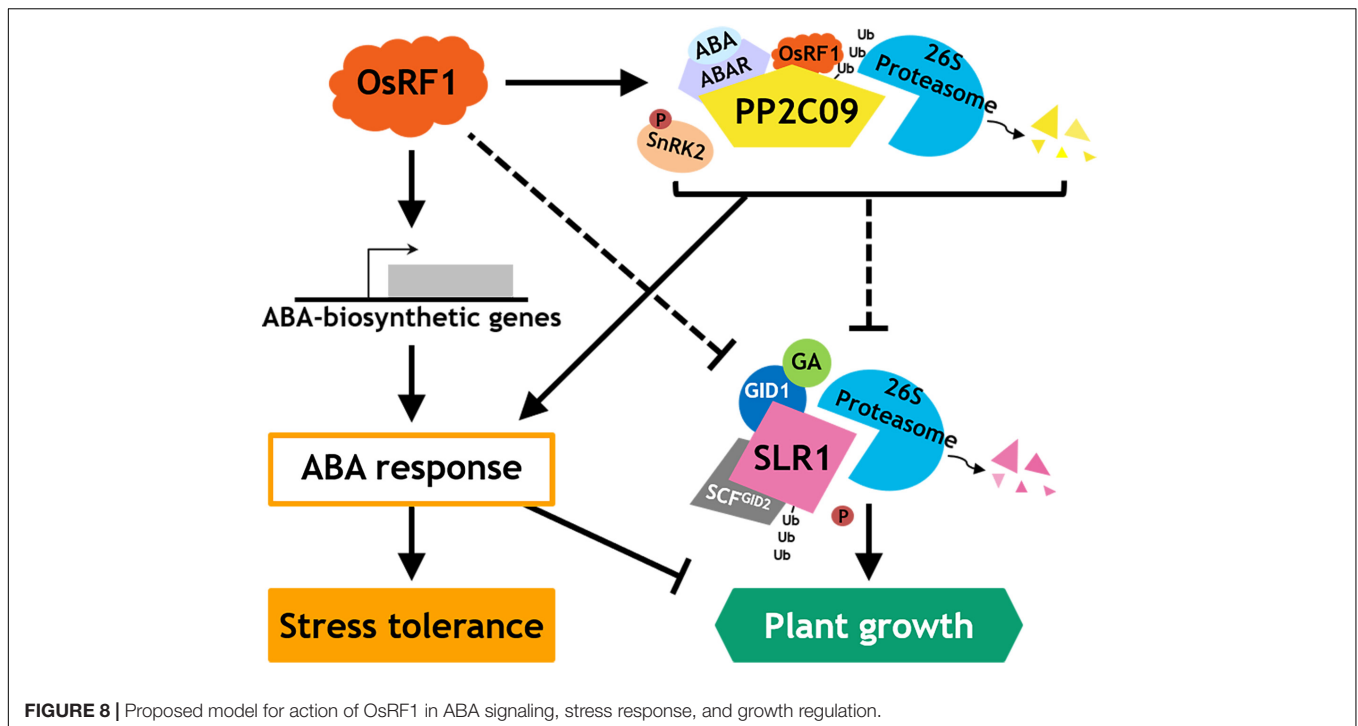 OsRF1
ABA
ABAR
OsRF1
Ub
Ub
Ub
26S
Proteasome
PP2C09
P
SnRK2
ABA-biosynthetic genes
GA
GID1
26S
Proteasome
SLR1
SCFGID2
Ub
Ub
Ub
P
ABA response
Stress tolerance
Plant growth
FIGURE 8 | Proposed model for action of OsRF1 in ABA signaling, stress response, and growth regulation.